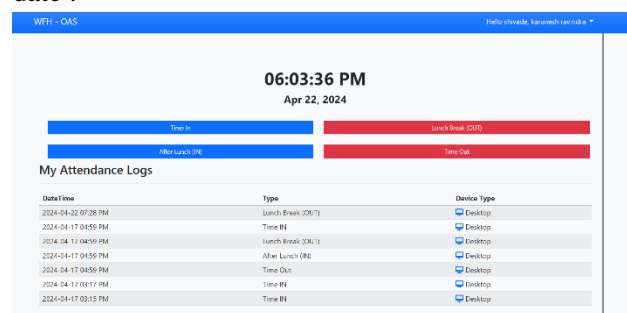 WFH - OAS Hello shivade, karunesh ravindra
06:03:36 PM
Apr 22, 2024
Time In Lunch Break (OUT)
After Lunch (IN) Time Out
My Attendance Logs
DateTime Type Device Type
2024-04-22 07:28 PM Lunch Break (OUT) Desktop
2024-04-17 04:59 PM Time IN Desktop
2024-04-17 04:59 PM Lunch Break (OUT) Desktop
2024-04-17 04:59 PM After Lunch (IN) Desktop
2024-04-17 04:59 PM Time Out Desktop
2024-04-17 03:17 PM Time IN Desktop
2024-04-17 03:15 PM Time IN Desktop